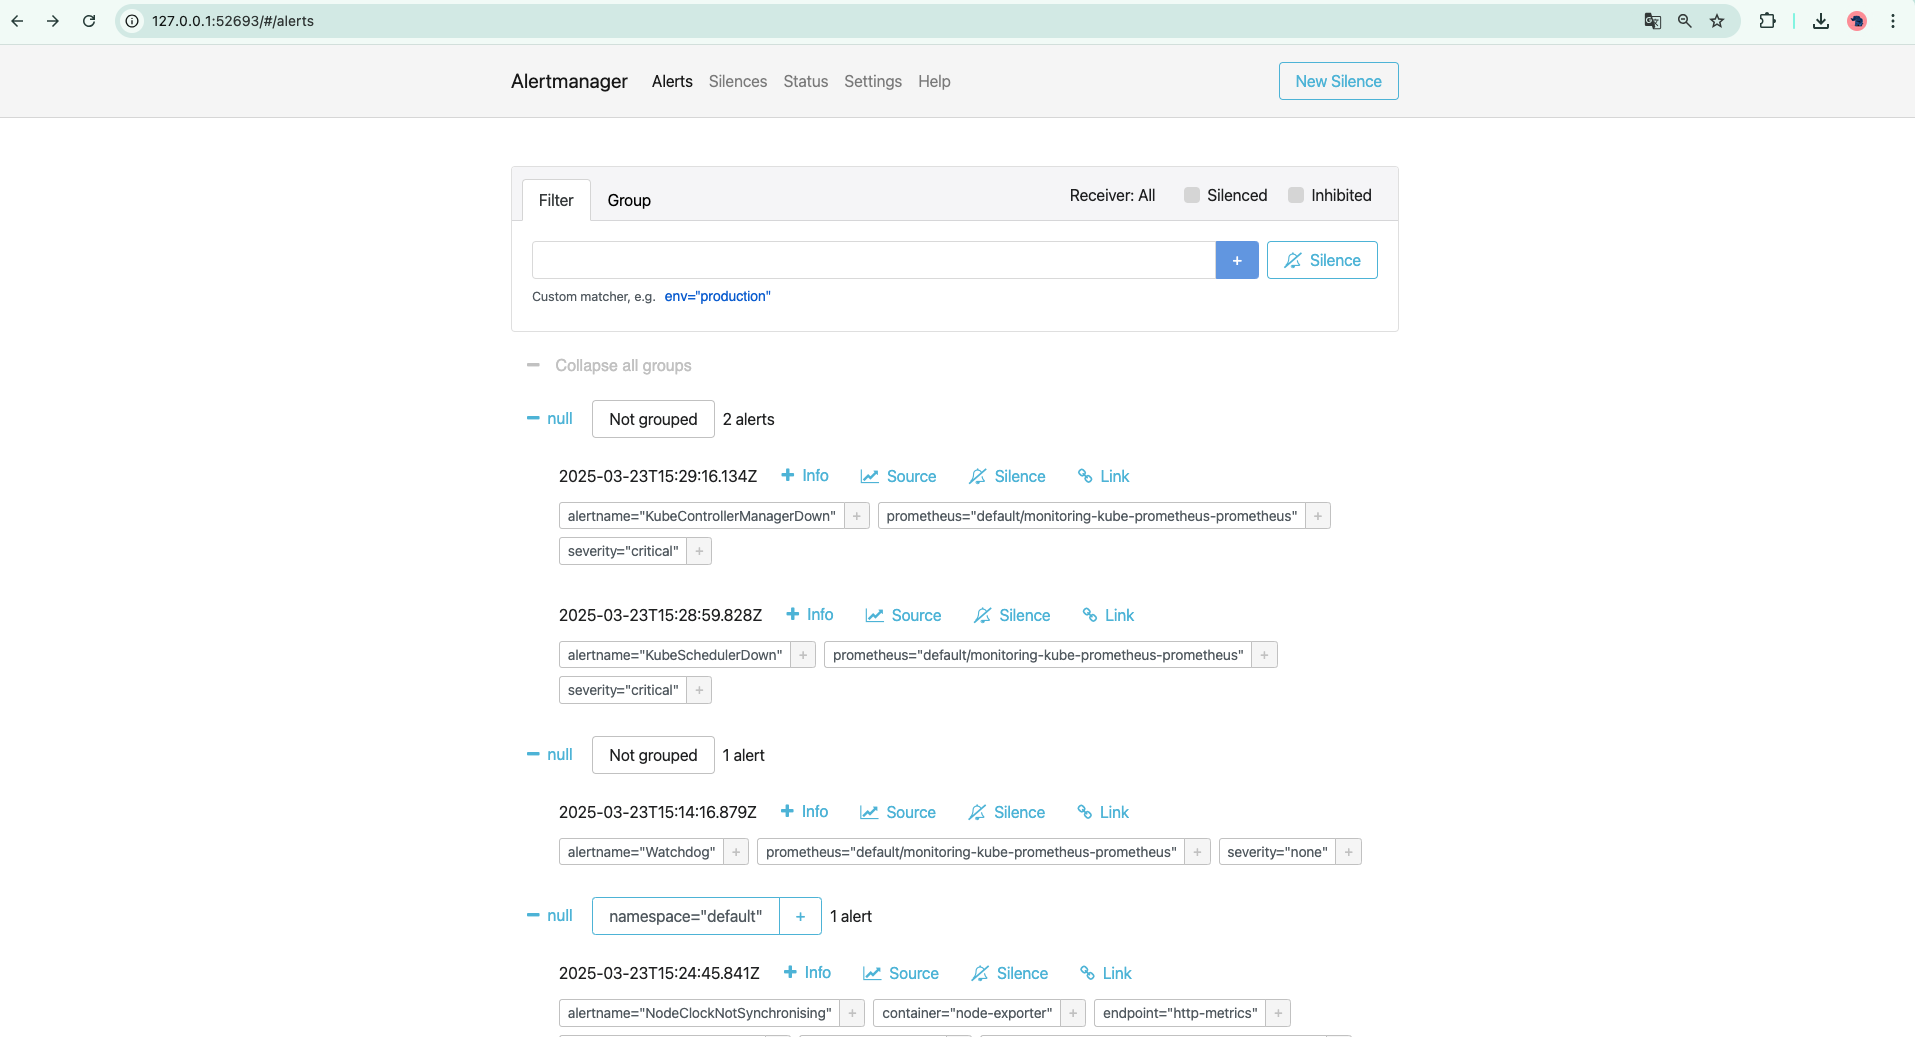 127.0.0.1:52693/#/alerts
Alertmanager Alerts Silences Status Settings Help New Silence
Filter Group Receiver: All Silenced Inhibited
+ Silence
Custom matcher, e.g. env="production"
Collapse all groups
null Not grouped 2 alerts
2025-03-23T15:29:16.134Z + Info Source Silence Link
alertname="KubeControllerManagerDown" + prometheus="default/monitoring-kube-prometheus-prometheus" +
severity="critical" +
2025-03-23T15:28:59.828Z + Info Source Silence Link
alertname="KubeSchedulerDown" + prometheus="default/monitoring-kube-prometheus-prometheus" +
severity="critical" +
null Not grouped 1 alert
2025-03-23T15:14:16.879Z + Info Source Silence Link
alertname="Watchdog" + prometheus="default/monitoring-kube-prometheus-prometheus" + severity="none" +
null namespace="default" + 1 alert
2025-03-23T15:24:45.841Z + Info Source Silence Link
alertname="NodeClockNotSynchronising" + container="node-exporter" + endpoint="http-metrics" +